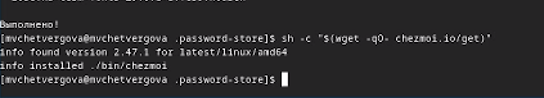 Выполнено!
[mvchetvergova@mvchetvergova .password-store]$ sh -c "$(wget -qO- chezmoi.io/get)"
info found version 2.47.1 for latest/linux/amd64
info installed ./bin/chezmoi
[mvchetvergova@mvchetvergova .password-store]$